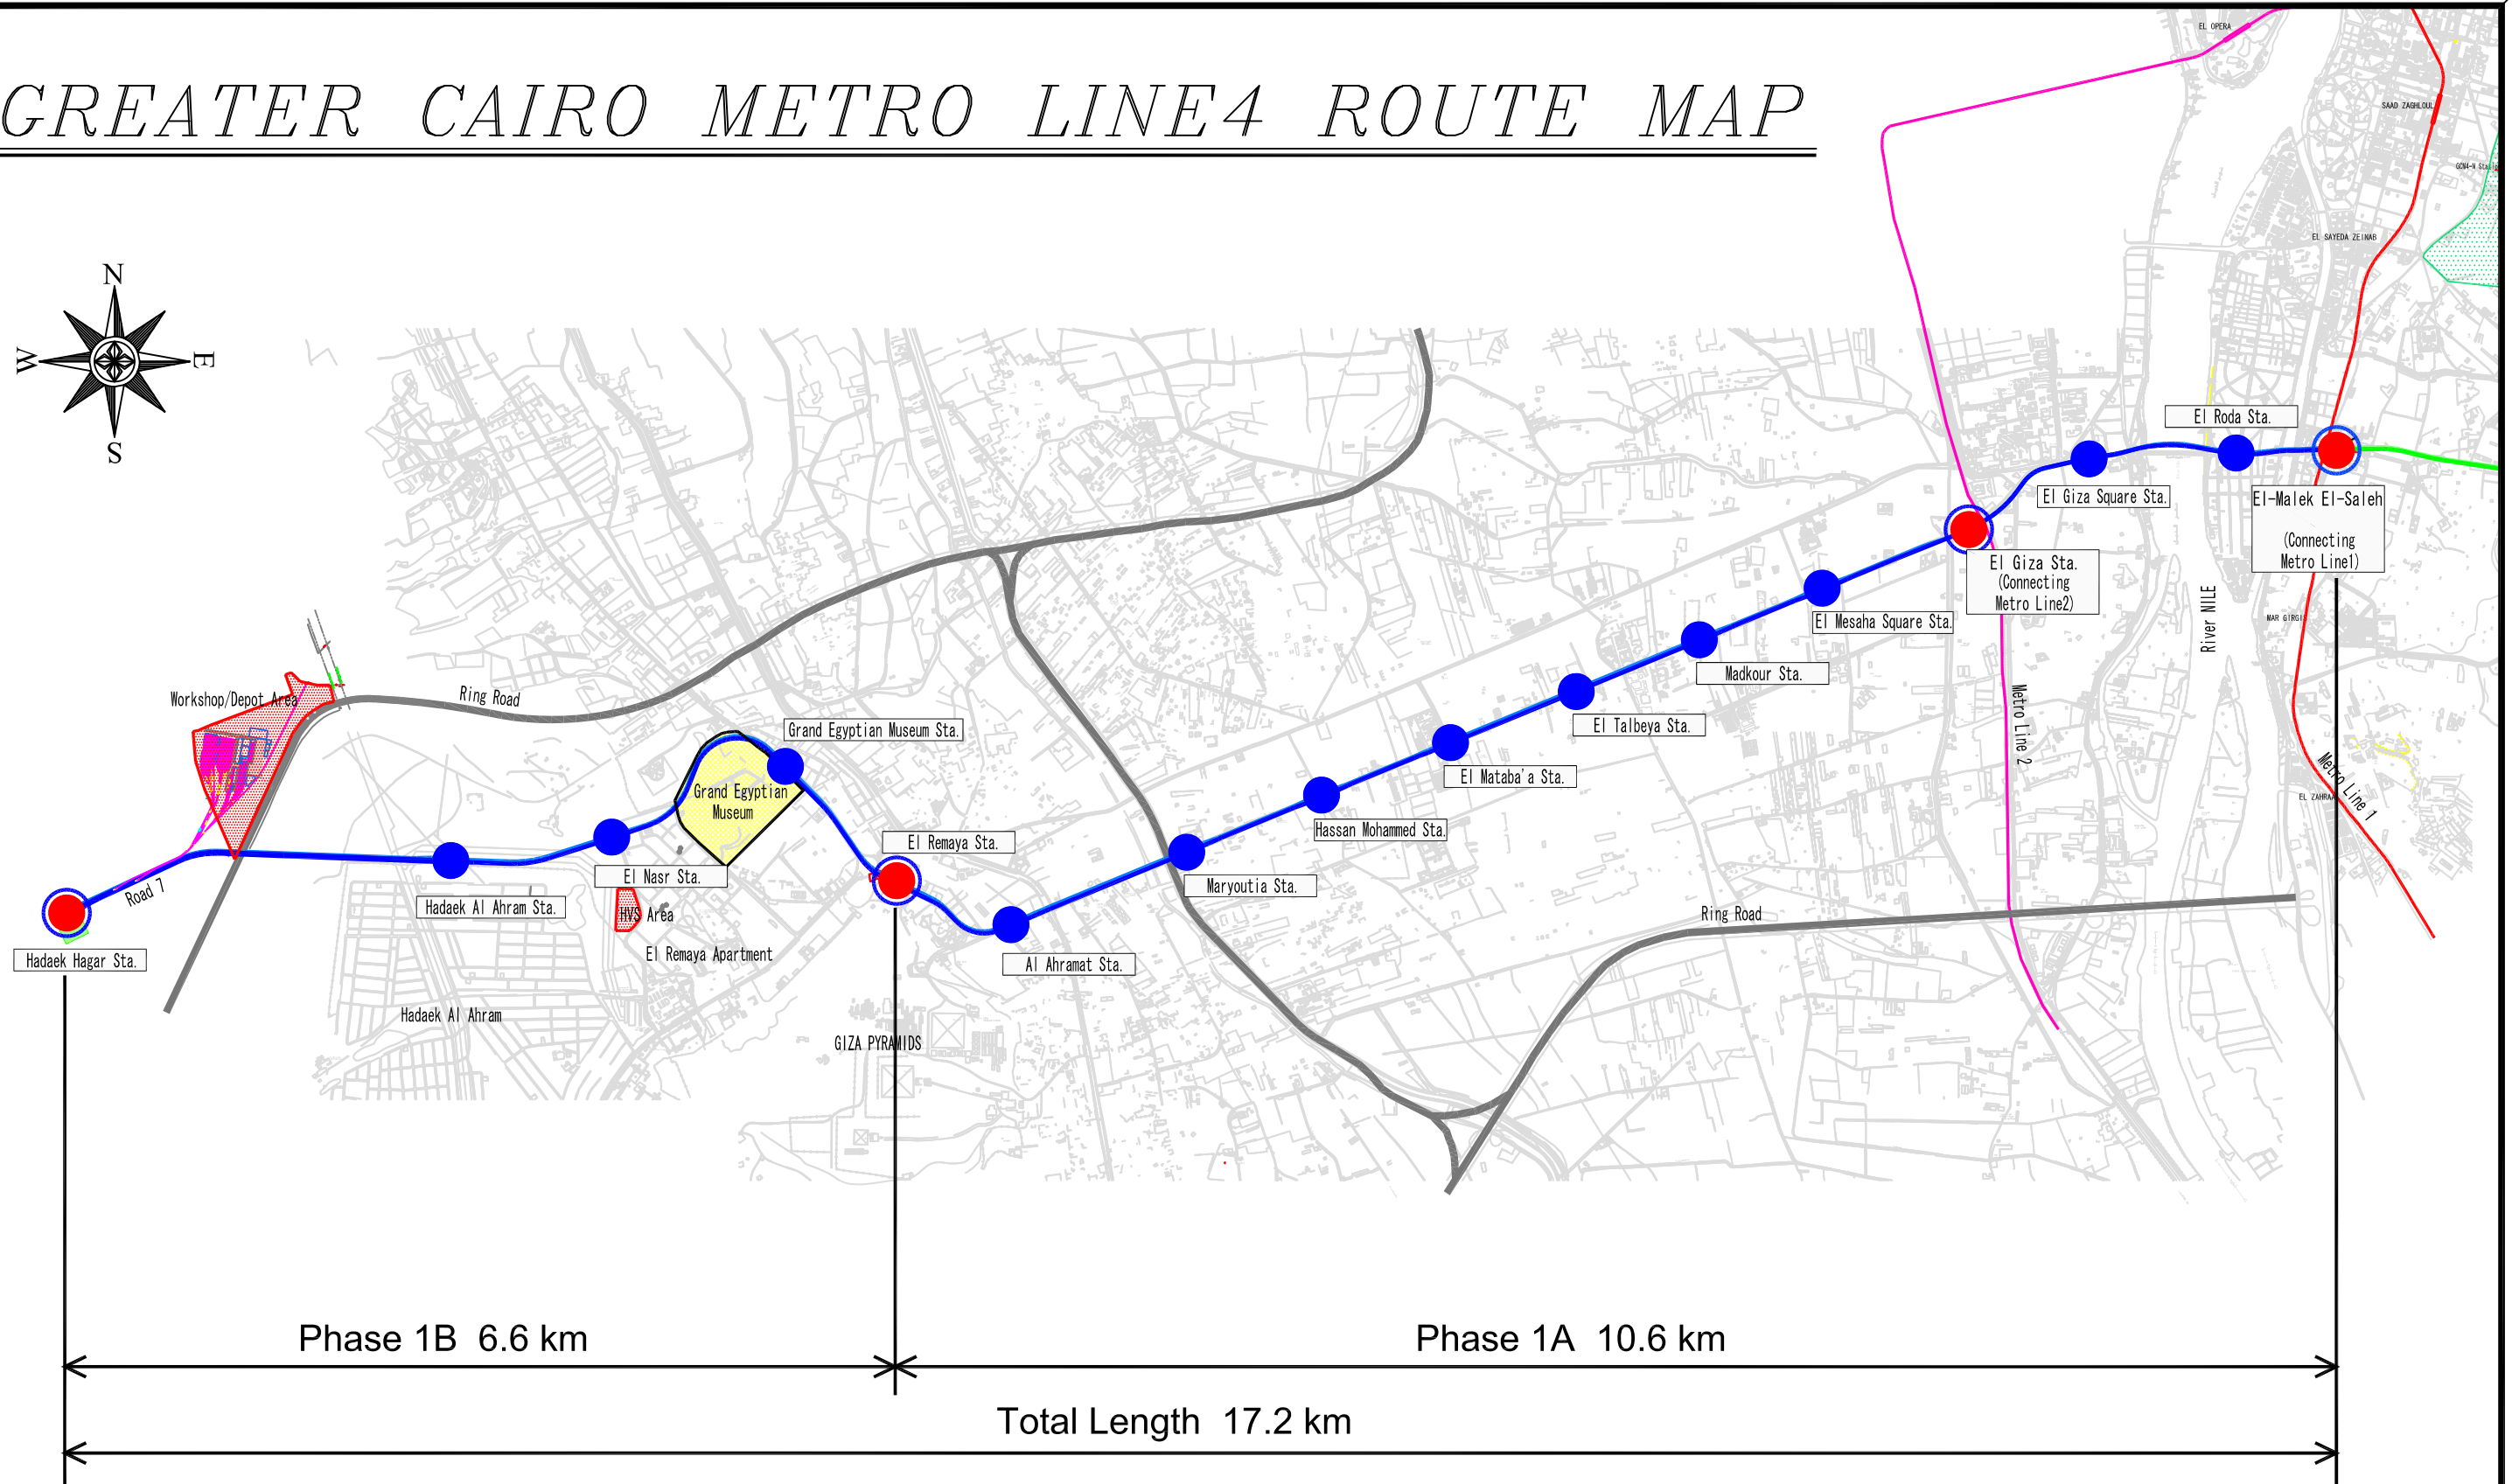 EL OPERA
GREATER CAIRO METRO LINE4 ROUTE MAP
SAAD ZAGHLOUL
EL SAYEDA ZEINAB
N
W
E
S
El Roda Sta.
El Giza Square Sta.
El-Malek El-Saleh
(Connecting
Metro Line1)
El Giza Sta.
(Connecting
Metro Line2)
River NILE
MAR GIRGIS
El Mesaha Square Sta.
Madkour Sta.
El Talbeya Sta.
El Mataba'a Sta.
Hassan Mohammed Sta.
Maryoutia Sta.
Al Ahramat Sta.
Metro Line 2
Metro Line 1
EL ZAHRAA
Ring Road
Workshop/Depot Area
Ring Road
Grand Egyptian Museum Sta.
Grand Egyptian
Museum
El Remaya Sta.
El Nasr Sta.
Hadaek Al Ahram Sta.
Road 7
Hadaek Hagar Sta.
HVS Area
El Remaya Apartment
Hadaek Al Ahram
GIZA PYRAMIDS
Phase 1B 6.6 km
Phase 1A 10.6 km
Total Length 17.2 km